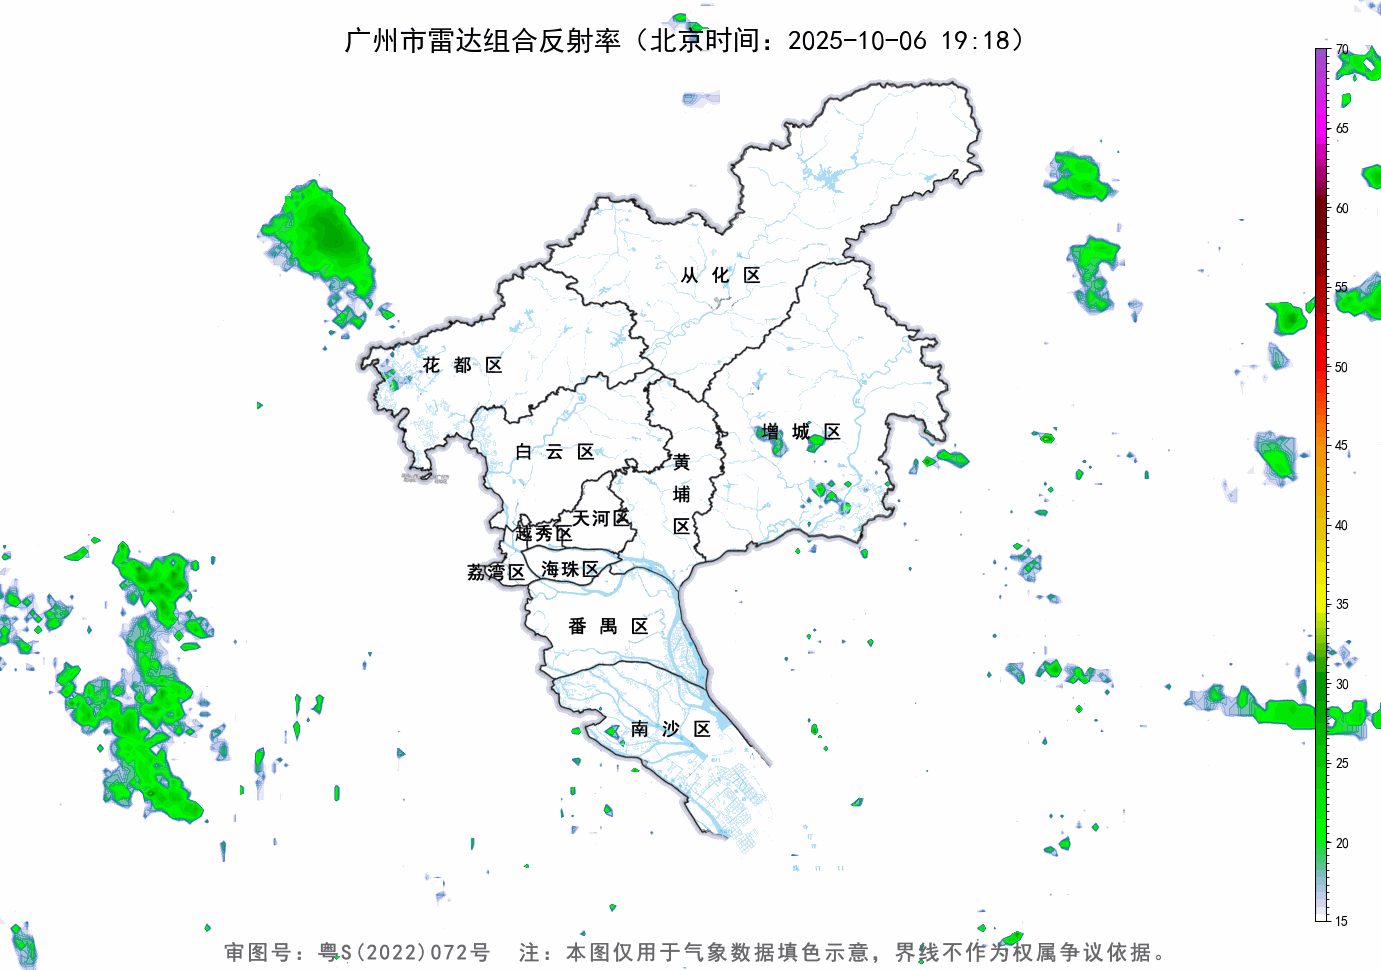 广州市雷达组合反射率（北京时间：2025-10-06 19:18）
70
65
60
55
50
45
40
35
30
25
20
15
从化区
花都区
增城区
白云区
黄埔区
天河区
越秀区
海珠区
荔湾区
番禺区
南沙区
审图号：粤S(2022)072号 注：本图仅用于气象数据填色示意，界线不作为权属争议依据。